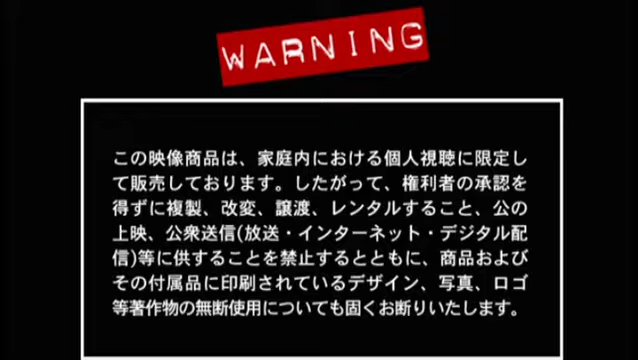 WARNING
この映像商品は、家庭内における個人視聴に限定し
て販売しております。したがって、権利者の承認を
得ずに複製、改変、譲渡、レンタルすること、公の
上映、公衆送信(放送・インターネット・デジタル配
信)等に供することを禁止するとともに、商品および
その付属品に印刷されているデザイン、写真、ロゴ
等著作物の無断使用についても固くお断りいたします。